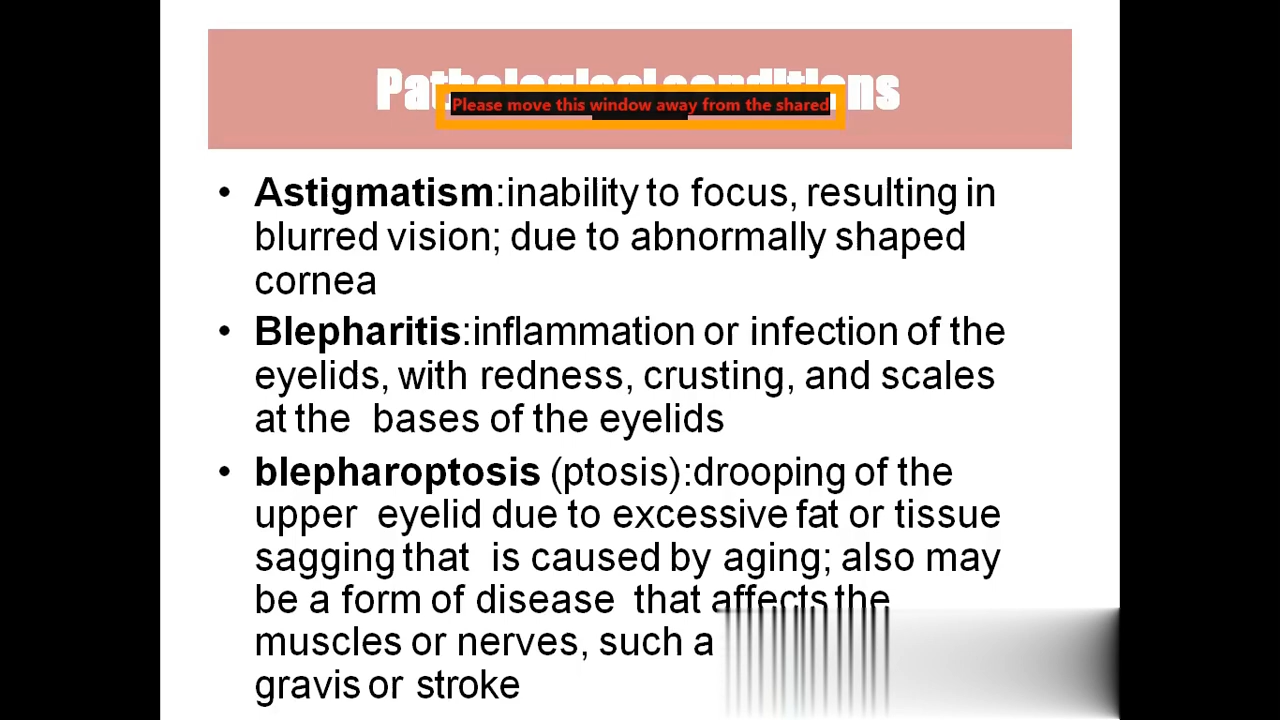 Pathological conditions
Please move this window away from the shared
• Astigmatism:inability to focus, resulting in
blurred vision; due to abnormally shaped
cornea
• Blepharitis:inflammation or infection of the
eyelids, with redness, crusting, and scales
at the bases of the eyelids
• blepharoptosis (ptosis):drooping of the
upper eyelid due to excessive fat or tissue
sagging that is caused by aging; also may
be a form of disease that affects the
muscles or nerves, such a
gravis or stroke